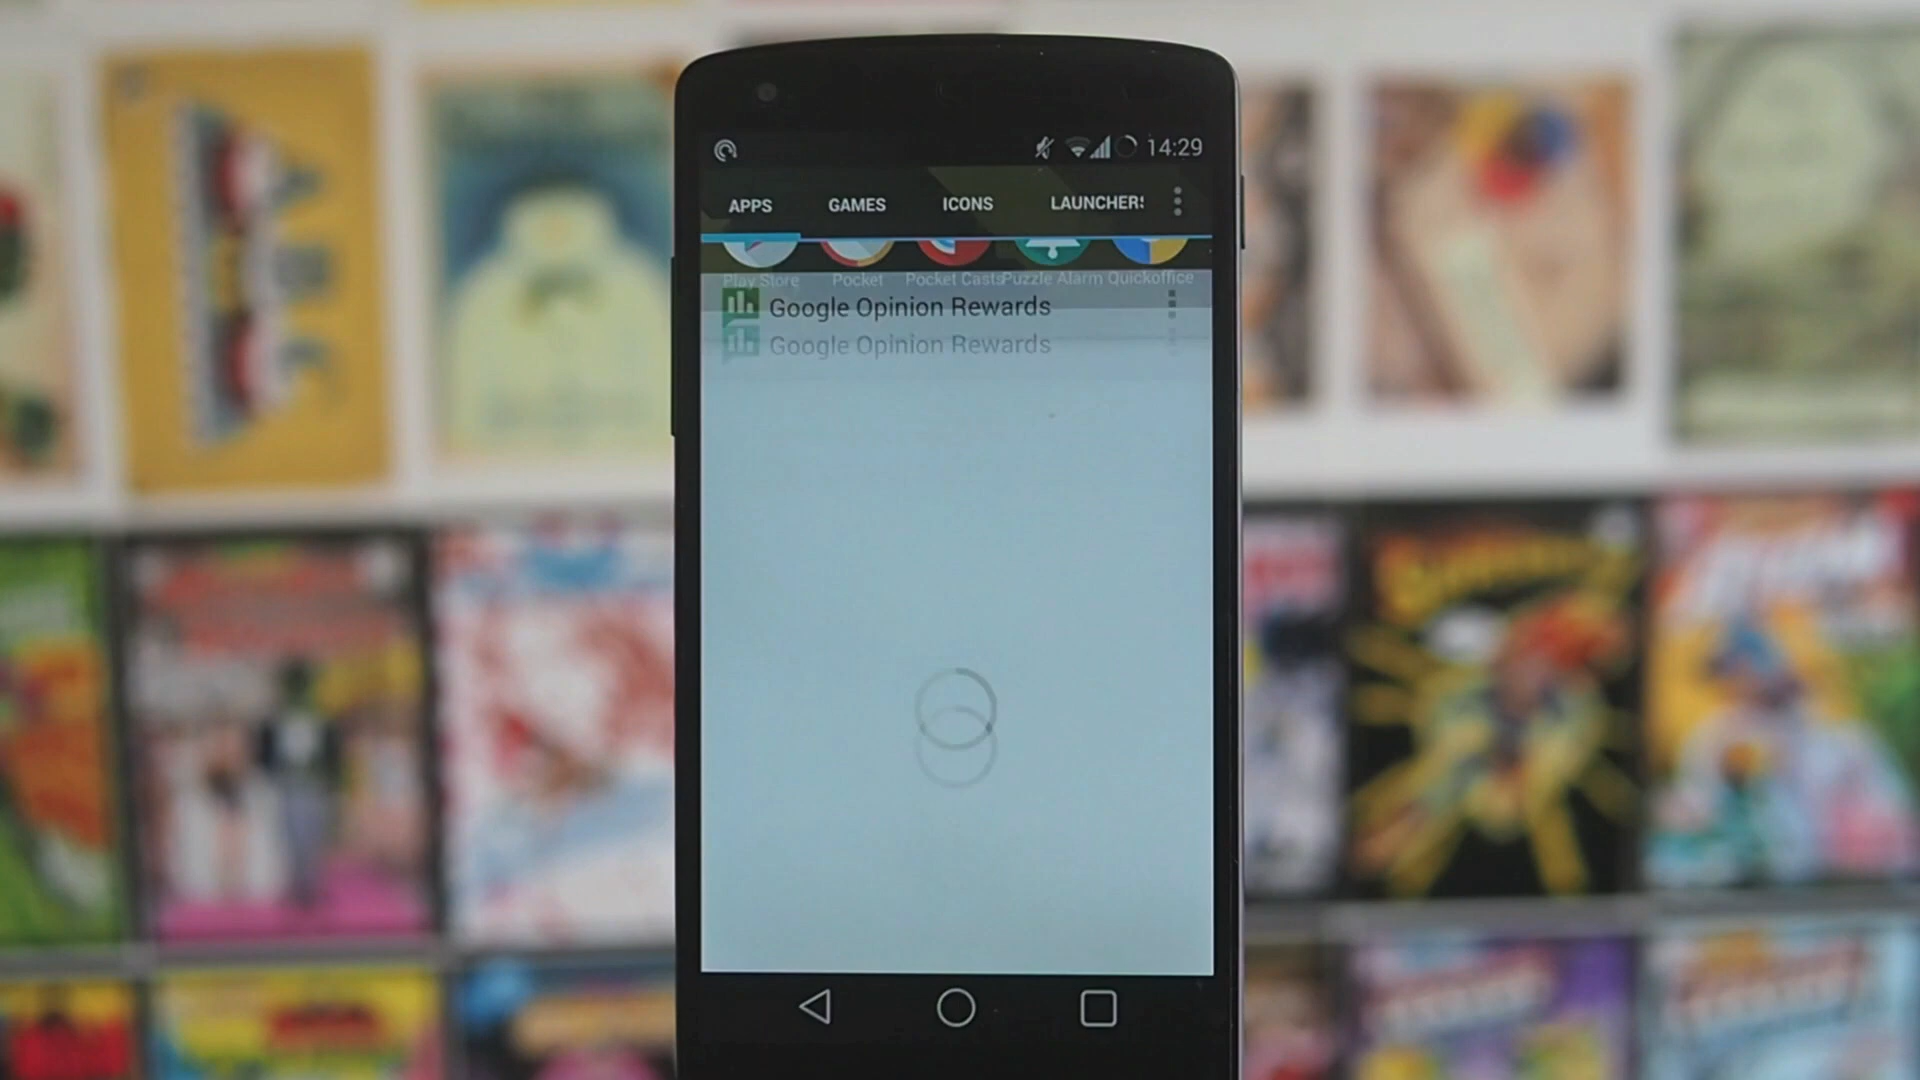 14:29
APPS GAMES ICONS LAUNCHERS
Play Store Pocket Pocket Casts Puzzle Alarm Quickoffice
Google Opinion Rewards
Google Opinion Rewards